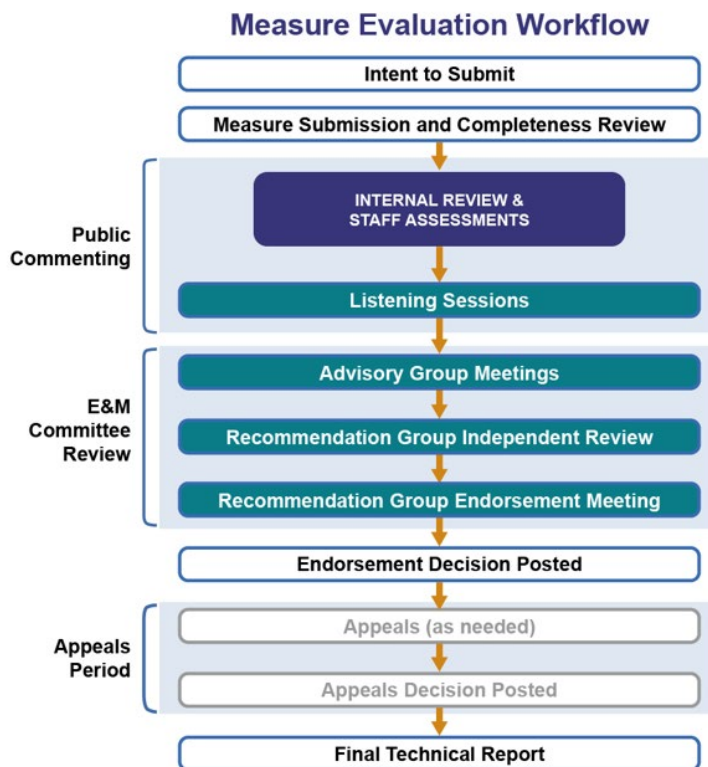 Measure Evaluation Workflow
Intent to Submit
Measure Submission and Completeness Review
Public
Commenting
INTERNAL REVIEW &
STAFF ASSESSMENTS
Listening Sessions
E&M
Committee
Review
Advisory Group Meetings
Recommendation Group Independent Review
Recommendation Group Endorsement Meeting
Endorsement Decision Posted
Appeals
Period
Appeals (as needed)
Appeals Decision Posted
Final Technical Report